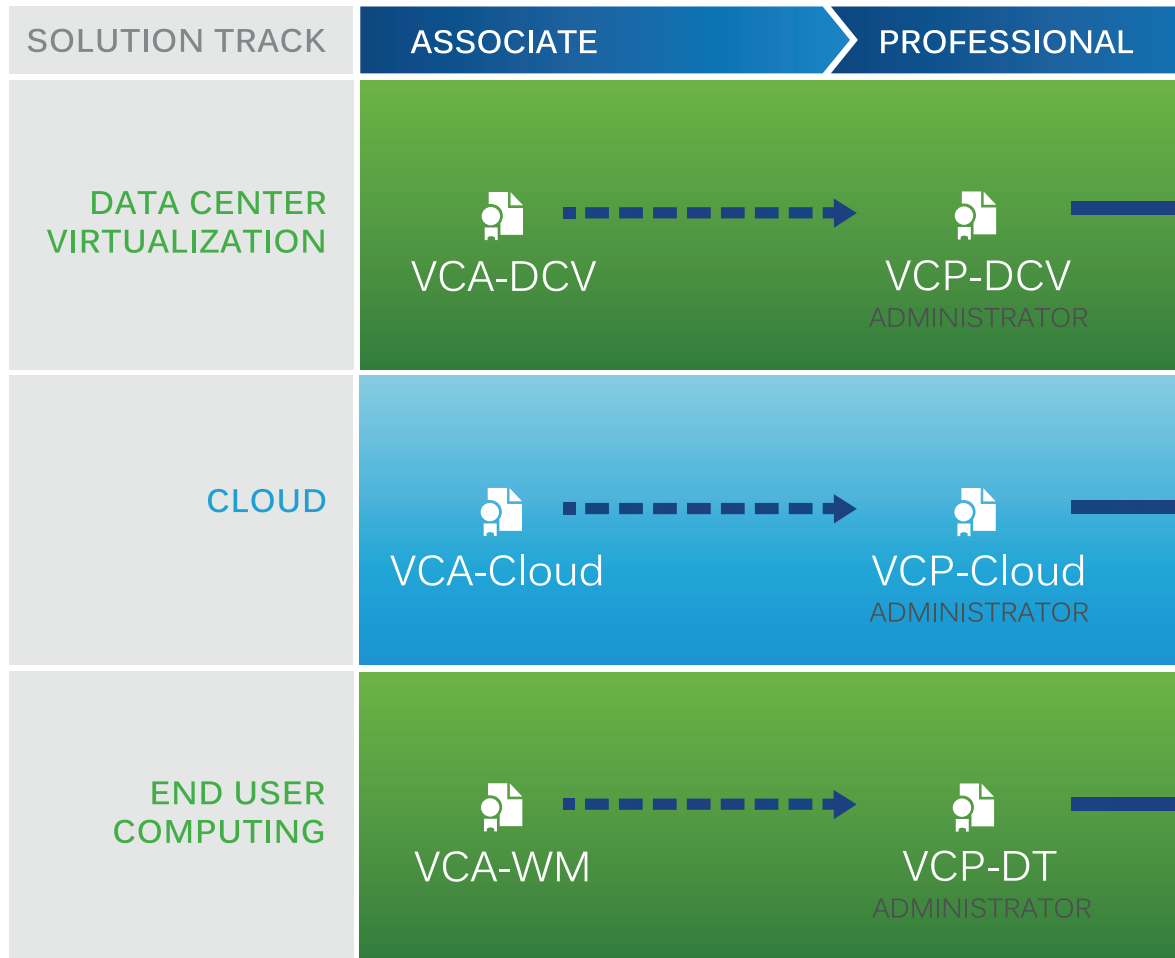 SOLUTION TRACK
ASSOCIATE
PROFESSIONAL
DATA CENTER
VIRTUALIZATION
VCA-DCV
VCP-DCV
ADMINISTRATOR
CLOUD
VCA-Cloud
VCP-Cloud
ADMINISTRATOR
END USER
COMPUTING
VCA-WM
VCP-DT
ADMINISTRATOR